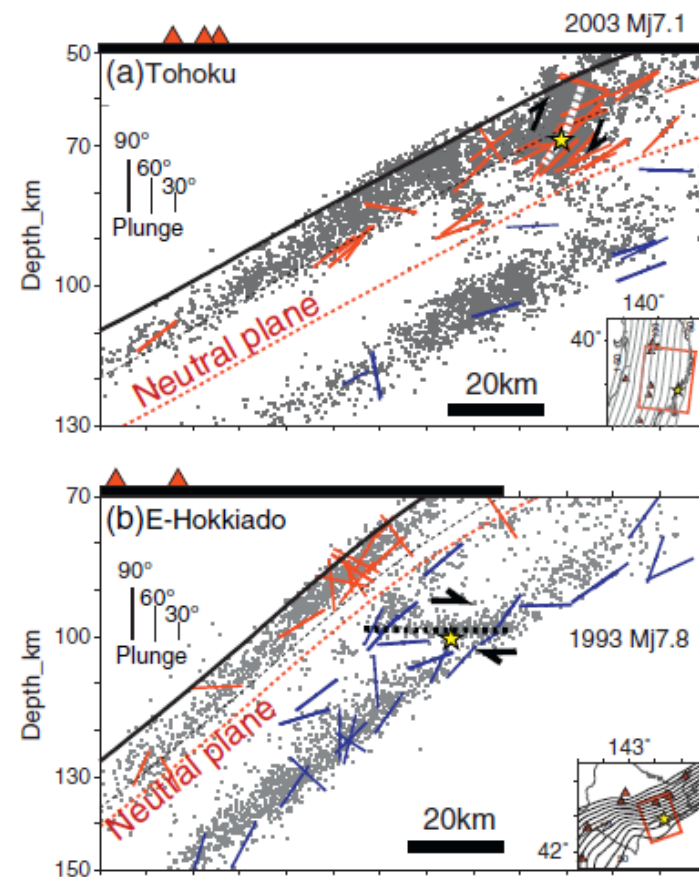 2003 Mj7.1
50
(a)Tohoku
70
90°
60°
30°
Plunge
100
Depth_km
Neutral plane
140°
40°
20km
130
70
(b)E-Hokkiado
90°
60°
30°
Plunge
100
1993 Mj7.8
Depth_km
Neutral plane
143°
130
20km
42°
150